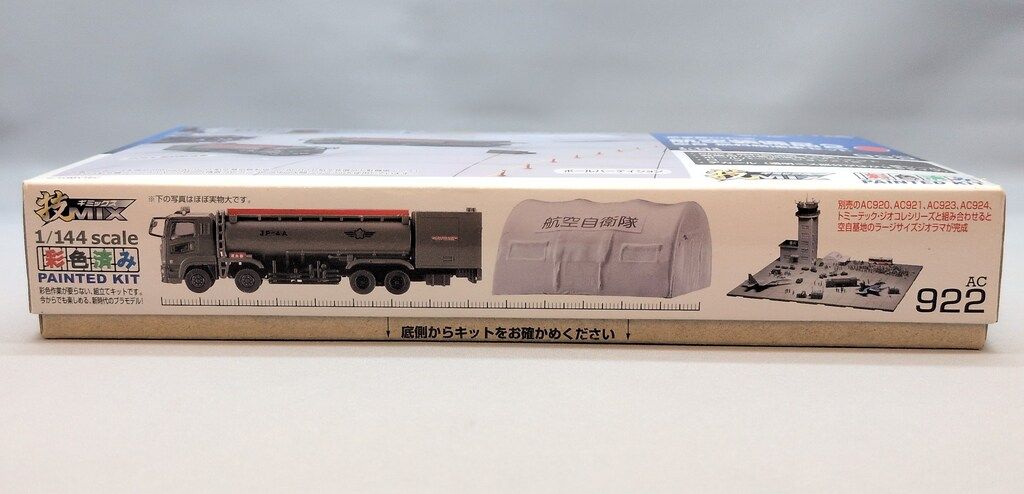 ポールパーテイション
PAINTED KIT
技MIX
ギミックス
1/144 scale
彩色済み
PAINTED KIT
彩色作業が要らない、組立てキットです。
今からでも楽しめる、新時代のプラモデル!
※下の写真はほぼ実物大です。
JP-4A
航空自衛隊
別売のAC920、AC921、AC923、AC924、
トミーテック・ジオコレシリーズと組み合わせると
空自基地のラージサイズジオラマが完成
AC
922
底側からキットをお確かめください